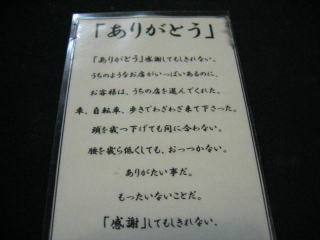 「ありがとう」
「ありがとう」感謝してもしきれない。
うちのようなお店がいっぱいあるのに、
お客様は、うちの店を選んでくれた。
車、自転車、歩きでわざわざ来て下さった。
頭を幾つ下げても間に合わない。
腰を幾ら低くしても、おっつかない。
ありがたい事だ。
もったいないことだ。
「感謝」してもしきれない、